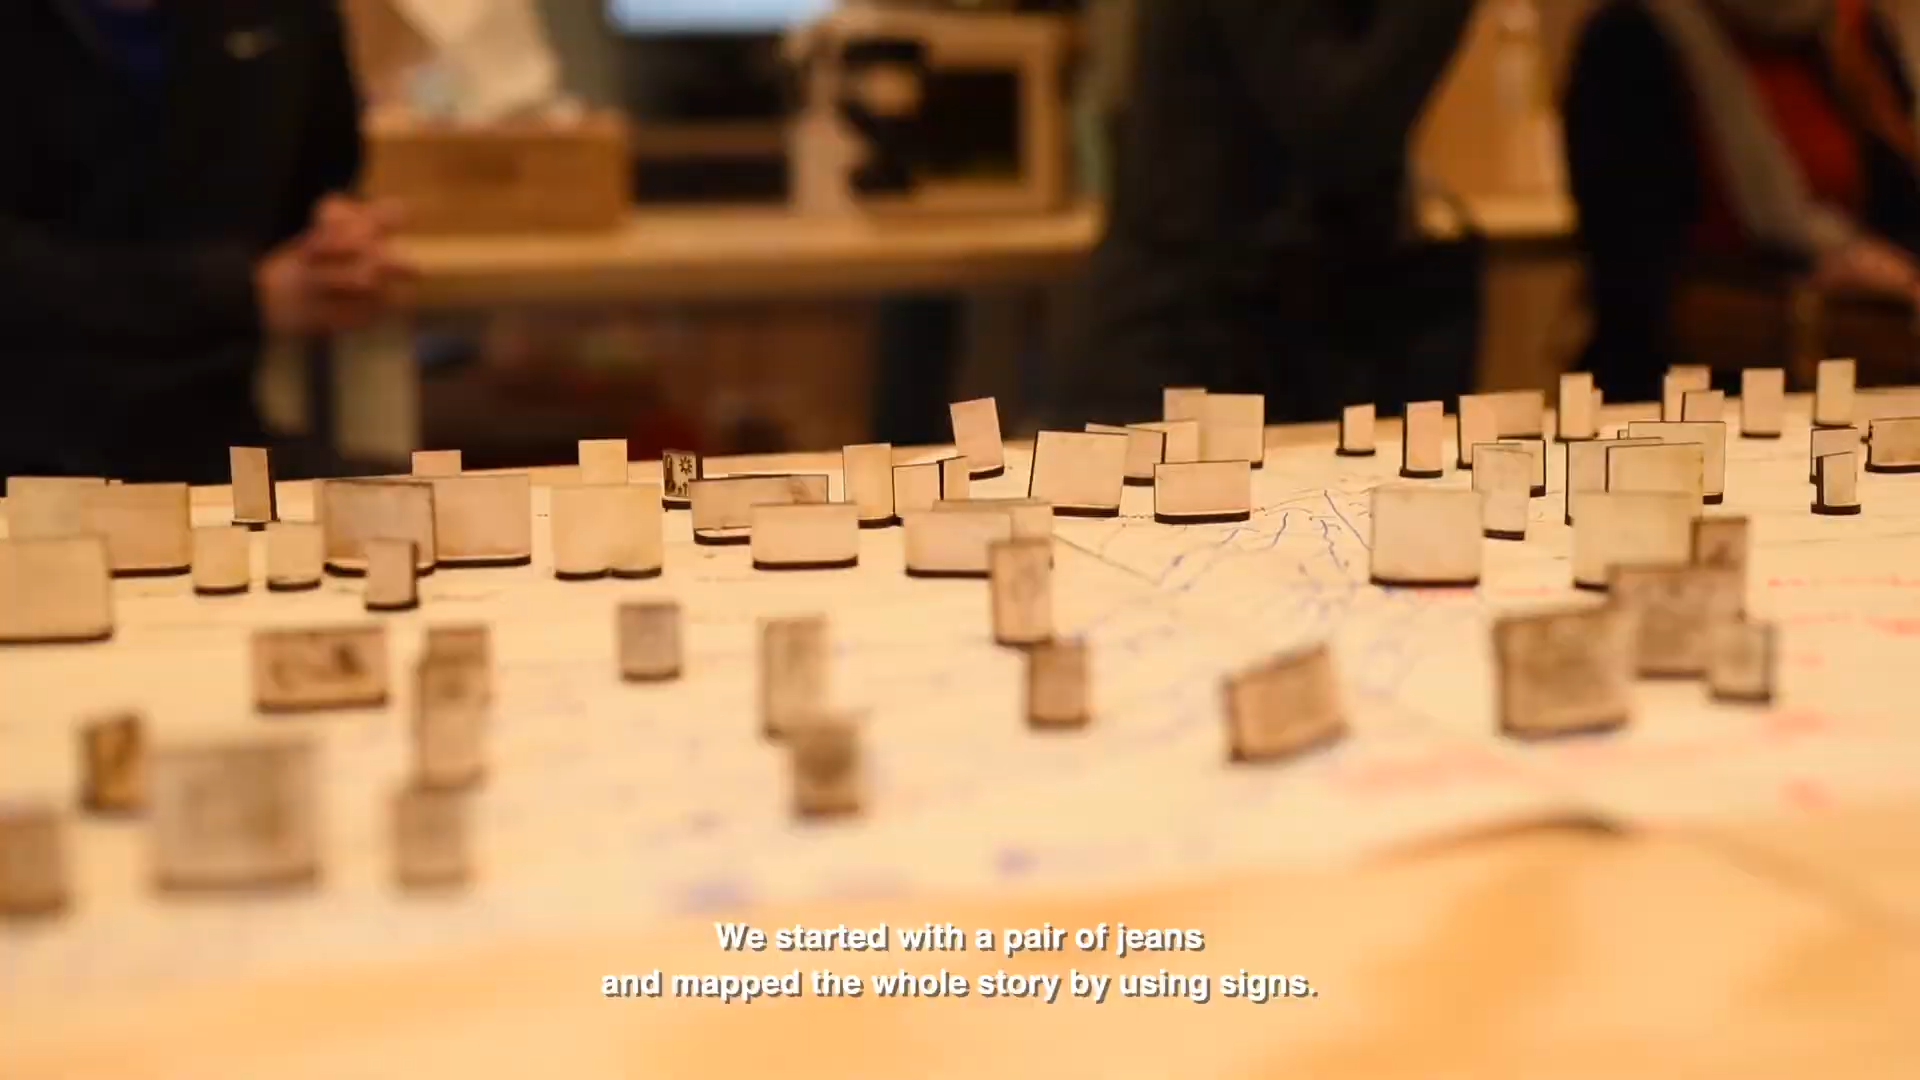 We started with a pair of jeans
and mapped the whole story by using signs.